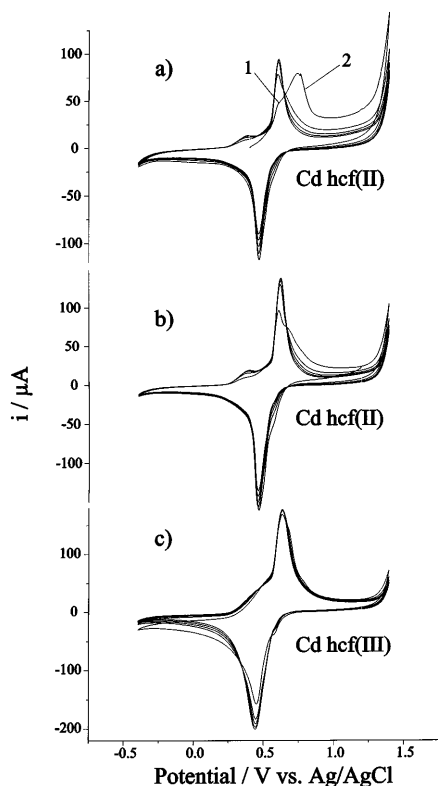 100
a)
1
2
50
0
Cd hcf(II)
-50
-100
100
b)
50
0
Cd hcf(II)
-50
-100
i / μA
100
c)
0
Cd hcf(III)
-100
-200
-0.5 0.0 0.5 1.0 1.5
Potential / V vs. Ag/AgCl